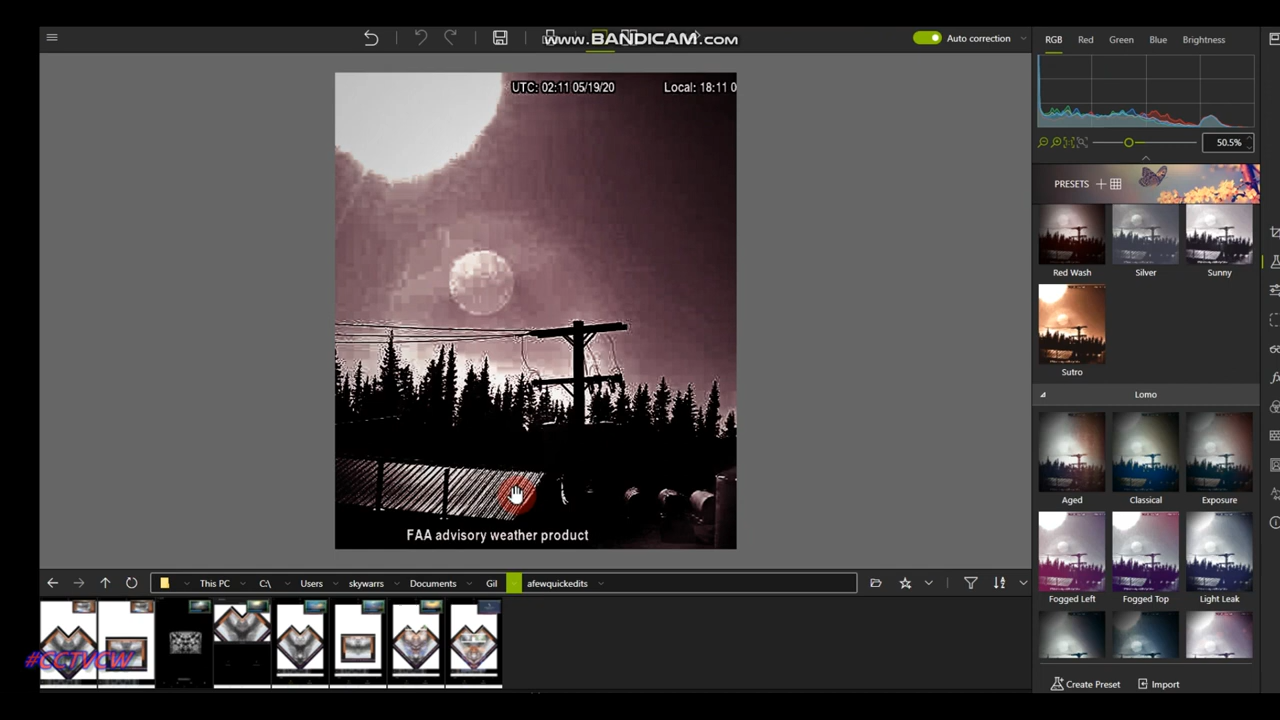 www.BANDICAM.com
Auto correction
RGB Red Green Blue Brightness
UTC: 02:11 05/19/20 Local: 18:11 0
50.5%
PRESETS
Red Wash Silver Sunny
Sutro
Lomo
Aged Classical Exposure
FAA advisory weather product
This PC C:\ Users skywarrs Documents Gil afewquickedits
Fogged Left Fogged Top Light Leak
#CCTVCW
Create Preset Import